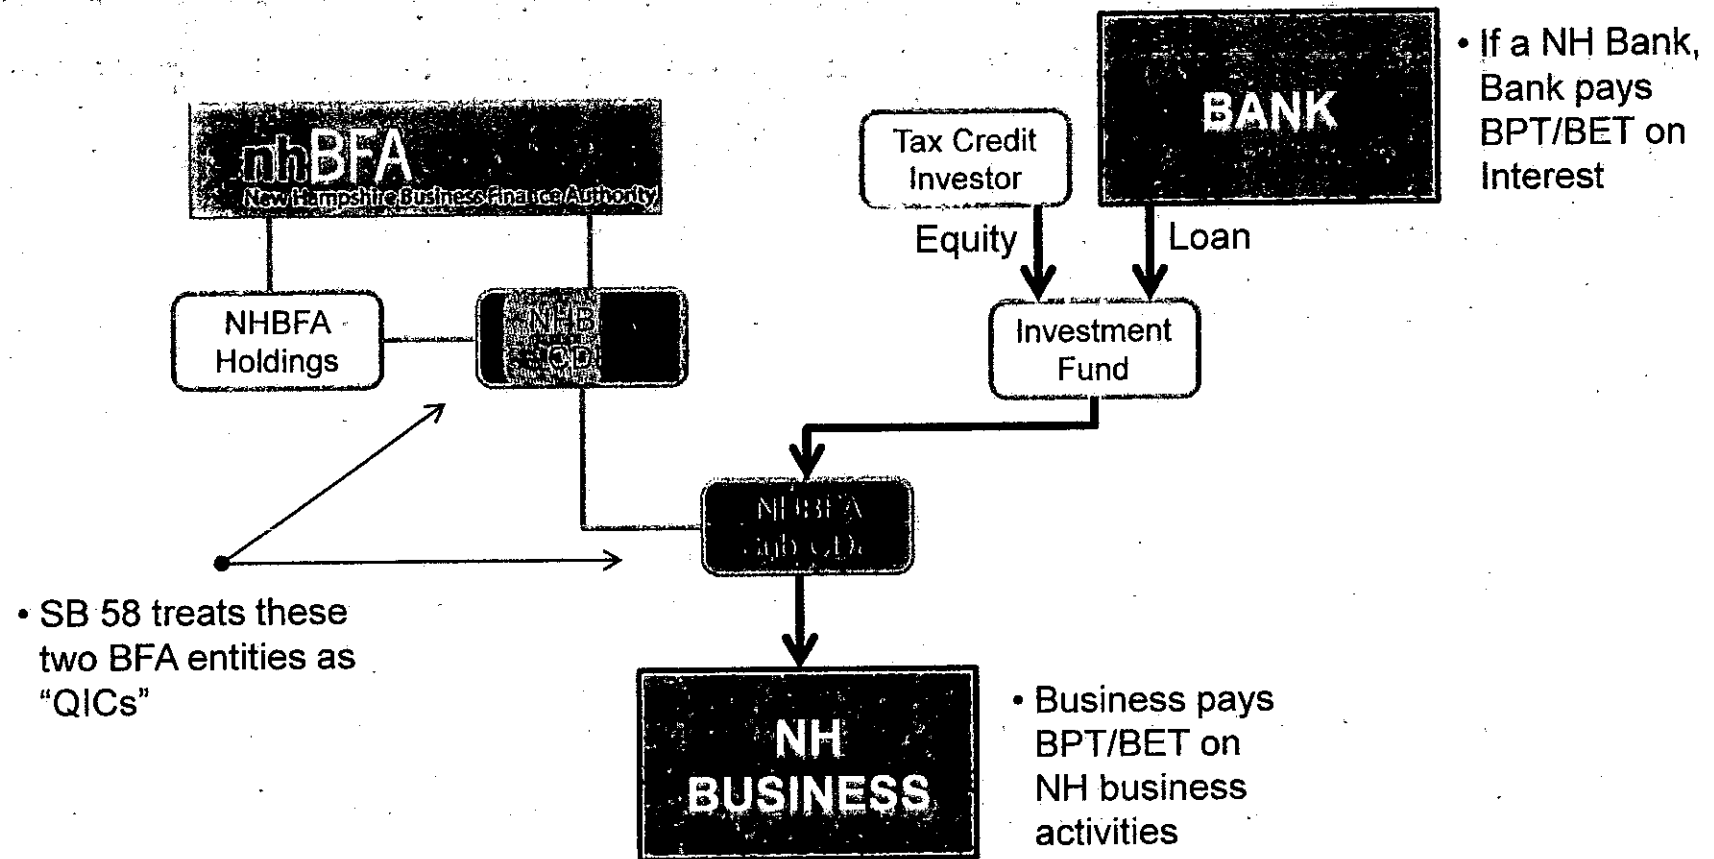 nhBFA
New Hampshire Business Finance Authority
BANK
• If a NH Bank,
Bank pays
BPT/BET on
Interest
Tax Credit
Investor
Equity
Loan
NHBFA
Holdings
Investment
Fund
NHBFA
• SB 58 treats these
two BFA entities as
“QICs”
NH
BUSINESS
• Business pays
BPT/BET on
NH business
activities